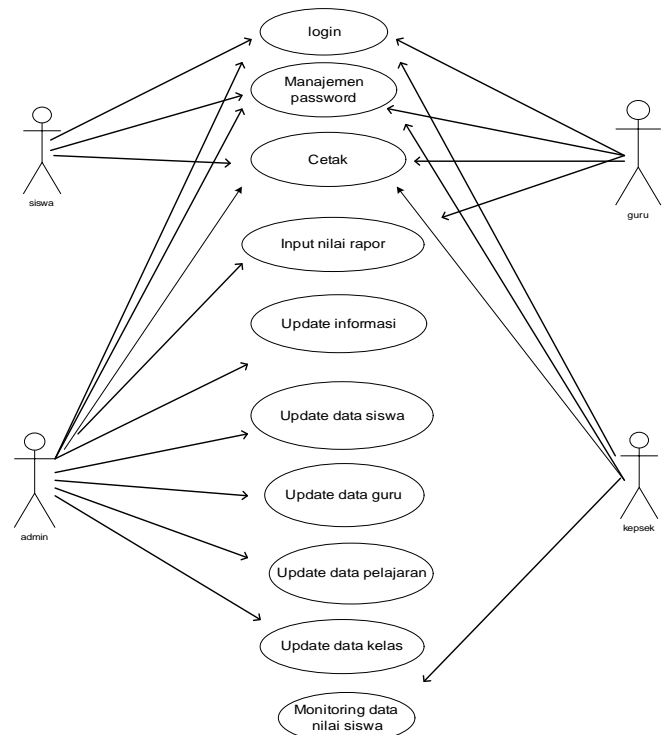 login
Manajemen
password
Cetak
siswa
guru
Input nilai rapor
Update informasi
Update data siswa
admin
kepsek
Update data guru
Update data pelajaran
Update data kelas
Monitoring data
nilai siswa